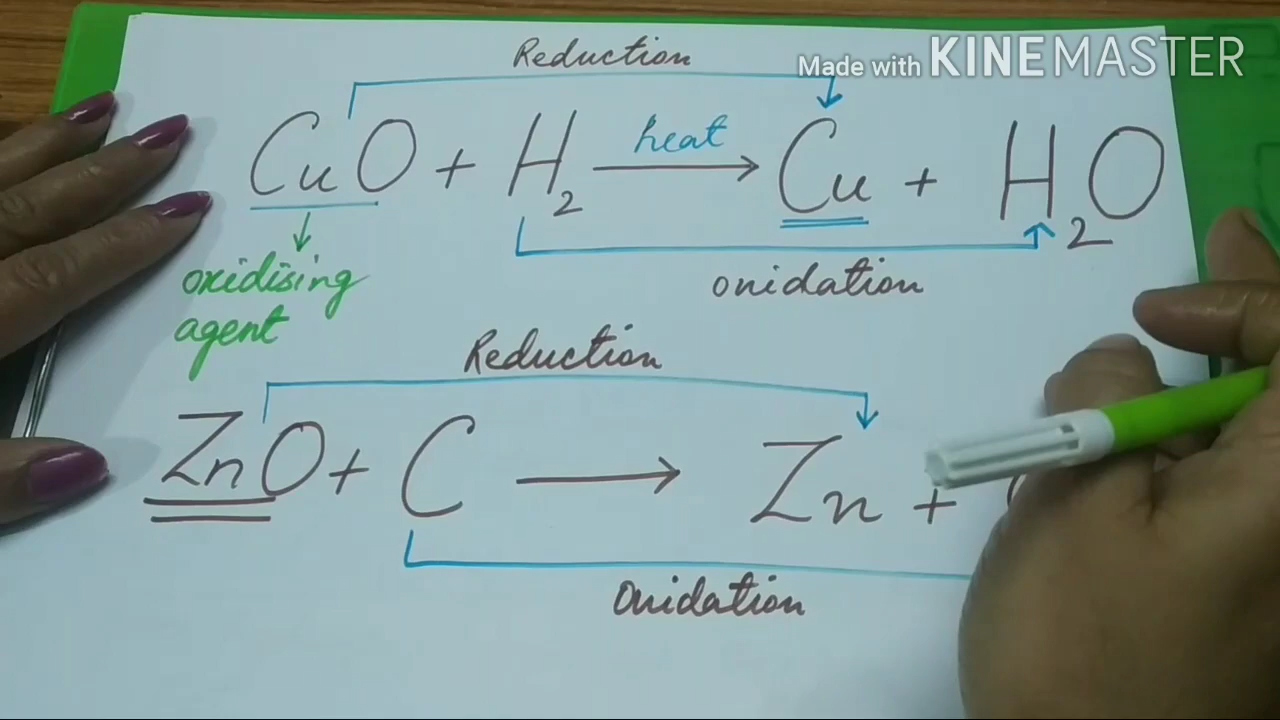 Reduction
Made with KINEMASTER
CuO + H2 heat → Cu + H2O
oxidising
agent
onidation
Reduction
ZnO + C → Zn +
Onidation